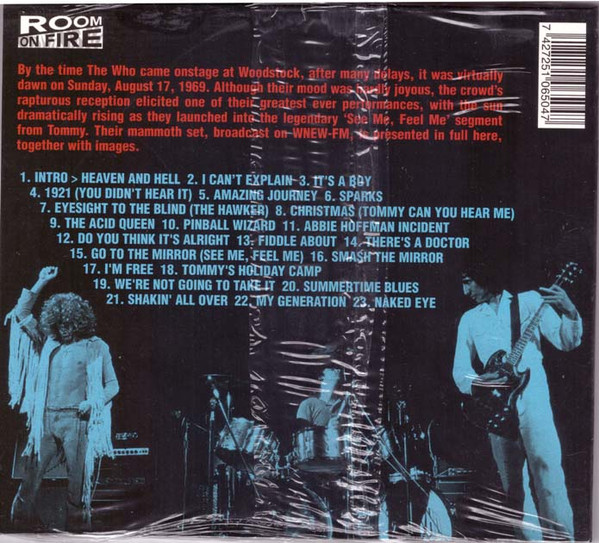 ROOM
ON FIRE
By the time The Who came onstage at Woodstock, after many delays, it was virtually
dawn on Sunday, August 17, 1969. Although their mood was hardly joyous, the crowd's
rapturous reception elicited one of their greatest ever performances, with the sun
dramatically rising as they launched into the legendary 'See Me, Feel Me' segment
from Tommy. Their mammoth set, broadcast on WNEW-FM, is presented in full here,
together with images.
1. INTRO > HEAVEN AND HELL 2. I CAN'T EXPLAIN 3. IT'S A BOY
4. 1921 (YOU DIDN'T HEAR IT) 5. AMAZING JOURNEY 6. SPARKS
7. EYESIGHT TO THE BLIND (THE HAWKER) 8. CHRISTMAS (TOMMY CAN YOU HEAR ME)
9. THE ACID QUEEN 10. PINBALL WIZARD 11. ABBIE HOFFMAN INCIDENT
12. DO YOU THINK IT'S ALRIGHT 13. FIDDLE ABOUT 14. THERE'S A DOCTOR
15. GO TO THE MIRROR (SEE ME, FEEL ME) 16. SMASH THE MIRROR
17. I'M FREE 18. TOMMY'S HOLIDAY CAMP
19. WE'RE NOT GOING TO TAKE IT 20. SUMMERTIME BLUES
21. SHAKIN' ALL OVER 22. MY GENERATION 23. NAKED EYE
7 427251 065047